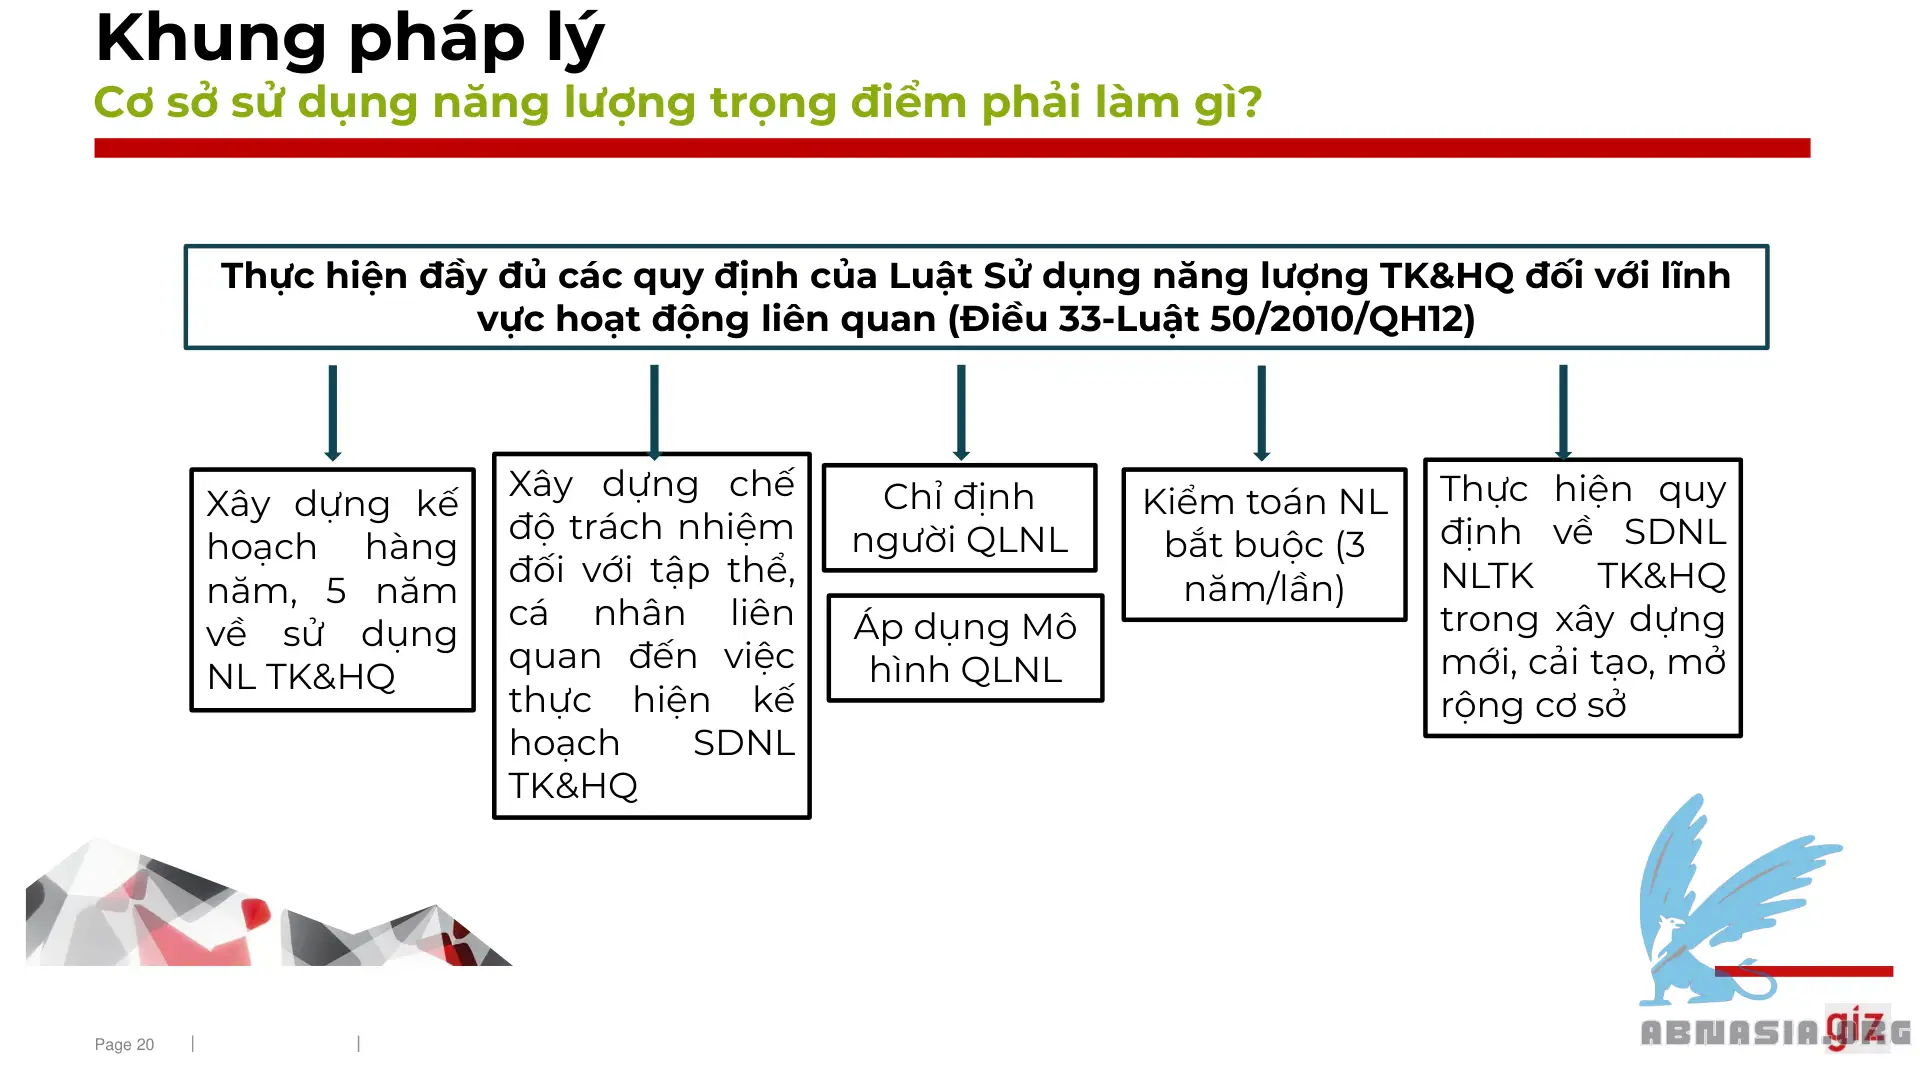 Khung pháp lý
Cơ sở sử dụng năng lượng trọng điểm phải làm gì?
Thực hiện đầy đủ các quy định của Luật Sử dụng năng lượng TK&HQ đối với lĩnh
vực hoạt động liên quan (Điều 33-Luật 50/2010/QH12)
Xây dựng kế
hoạch hàng
năm, 5 năm
về sử dụng
NL TK&HQ
Xây dựng chế
độ trách nhiệm
đối với tập thể,
cá nhân liên
quan đến việc
thực hiện kế
hoạch SDNL
TK&HQ
Chỉ định
người QLNL
Áp dụng Mô
hình QLNL
Kiểm toán NL
bắt buộc (3
năm/lần)
Thực hiện quy
định về SDNL
NLTK TK&HQ
trong xây dựng
mới, cải tạo, mở
rộng cơ sở
Page 20
giz
ABNASIA.ORG